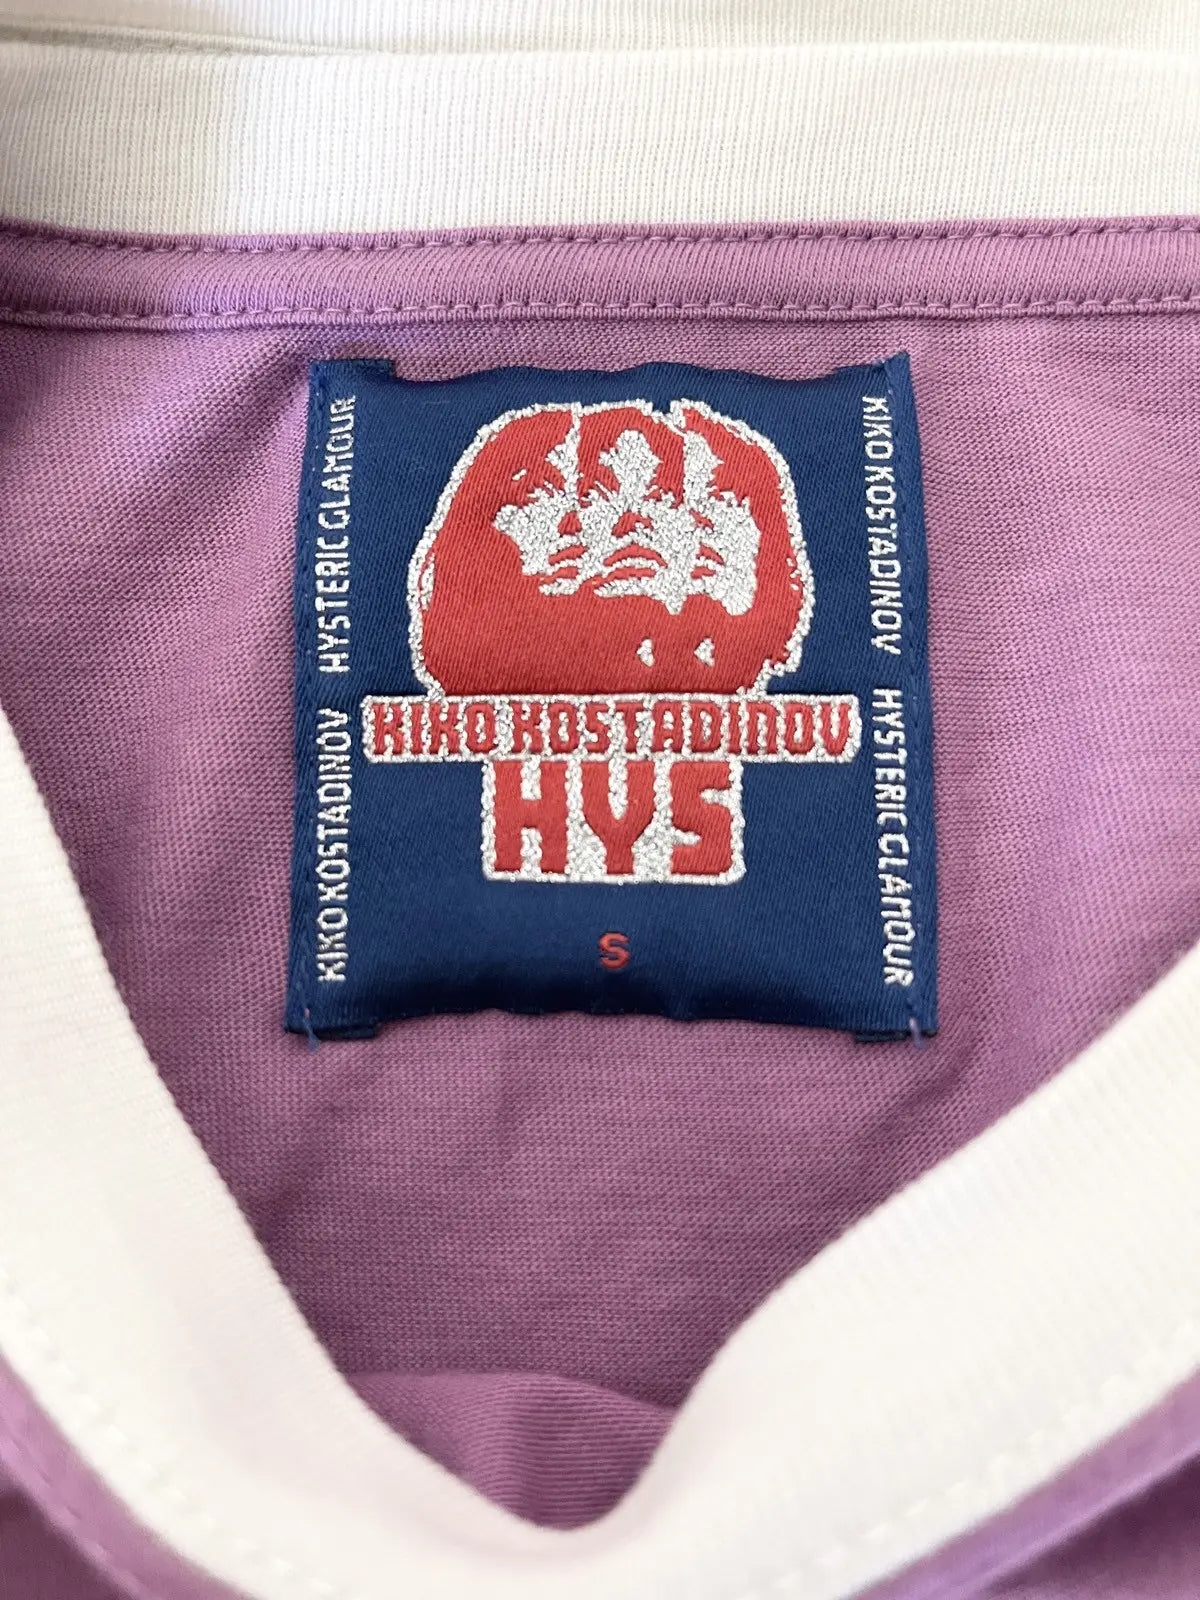 KIKO KOSTADINOV HYSTERIC GLAMOUR
KIKO KOSTADINOV
HYS
S
KIKO KOSTADINOV HYSTERIC GLAMOUR